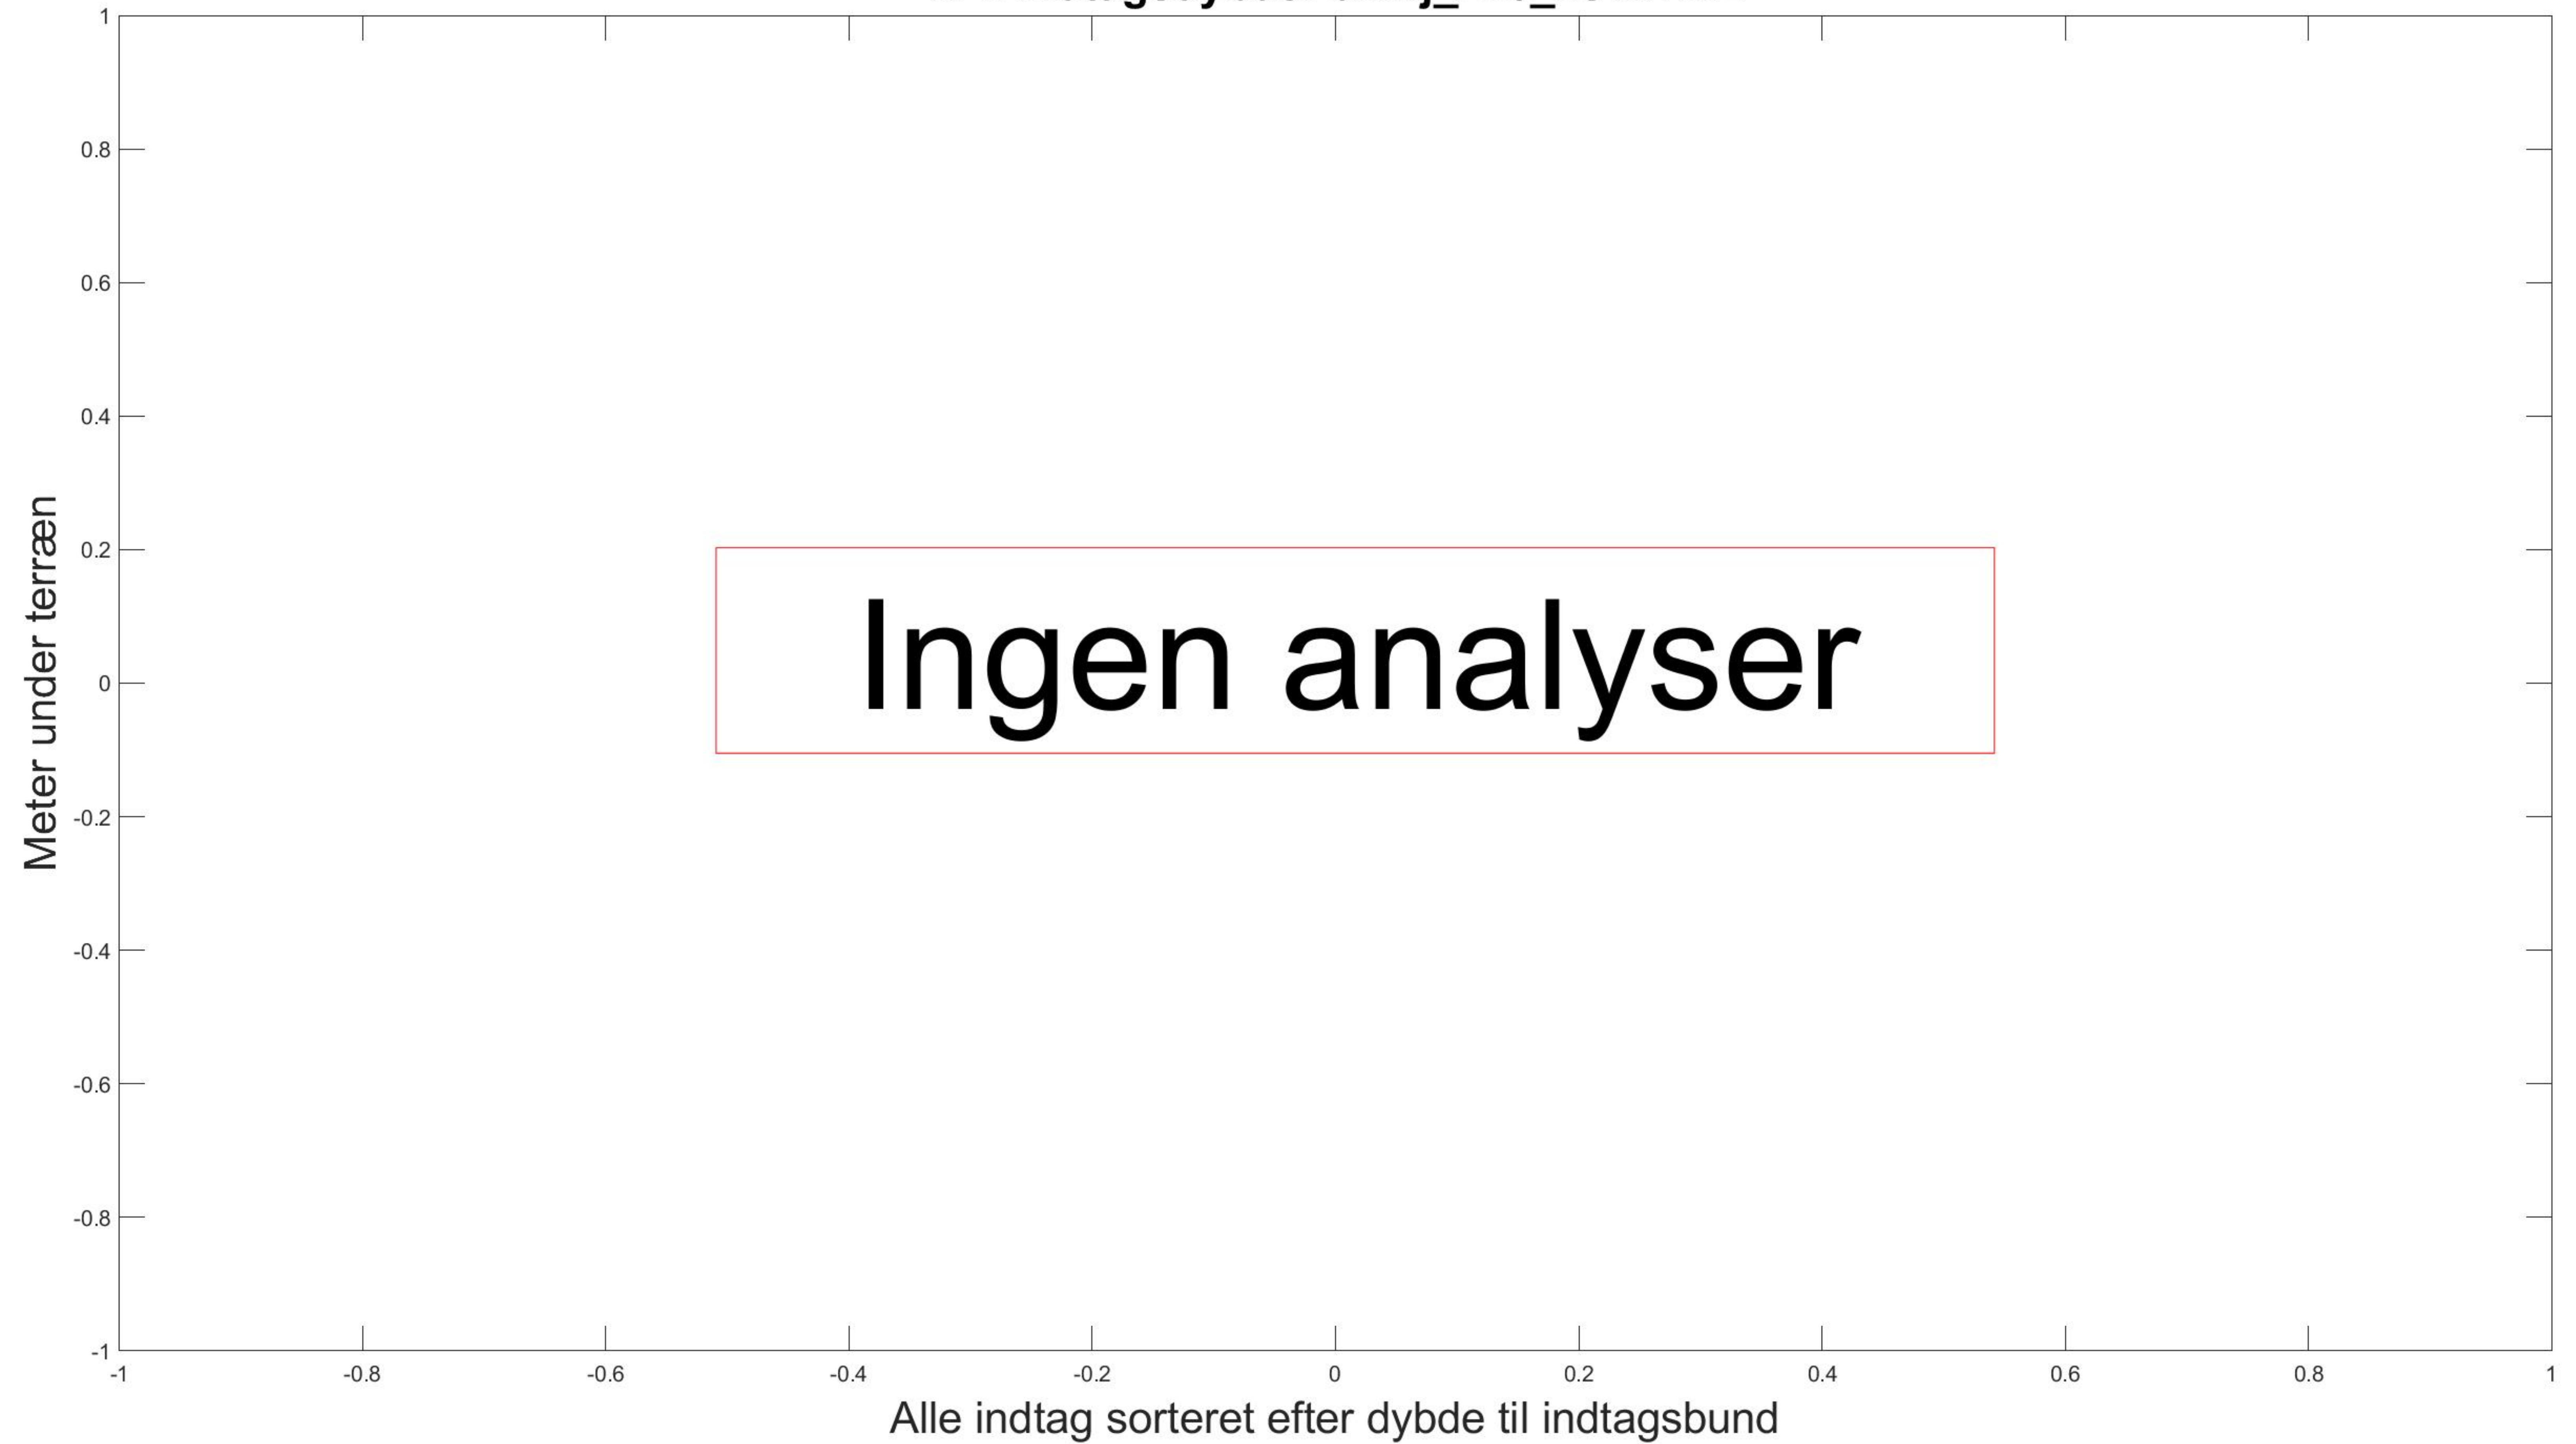 1
0.8
0.6
0.4
0.2
0
-0.2
-0.4
-0.6
-0.8
-1
Meter under terræn
Ingen analyser
-1 -0.8 -0.6 -0.4 -0.2 0 0.2 0.4 0.6 0.8 1
Alle indtag sorteret efter dybde til indtagsbund